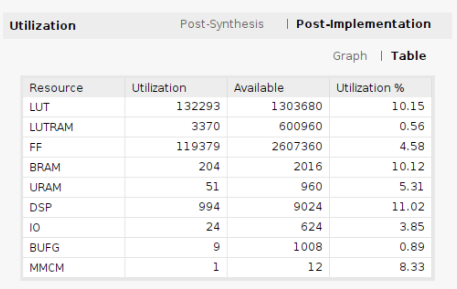 Utilization Post-Synthesis | Post-Implementation
Graph | Table
Resource Utilization Available Utilization %
LUT 132293 1303680 10.15
LUTRAM 3370 600960 0.56
FF 119379 2607360 4.58
BRAM 204 2016 10.12
URAM 51 960 5.31
DSP 994 9024 11.02
IO 24 624 3.85
BUFG 9 1008 0.89
MMCM 1 12 8.33